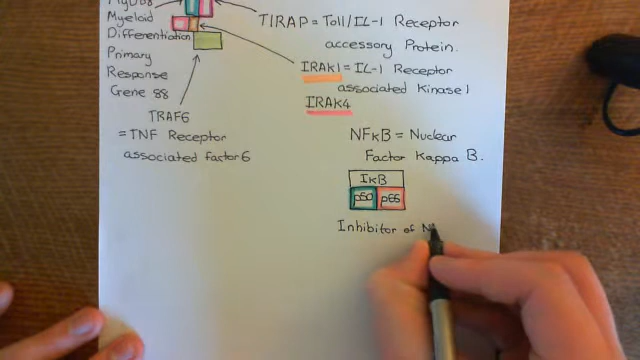 MyD88
Myeloid
Differentiation
Primary
Response
Gene 88
TRAF6
= TNF Receptor
associated factor 6
TIRAP = Toll/IL-1 Receptor
accessory Protein.
IRAK1 = IL-1 Receptor
associated Kinase 1
IRAK4
NFκB = Nuclear
Factor Kappa B.
IκB
p50 p65
Inhibitor of N